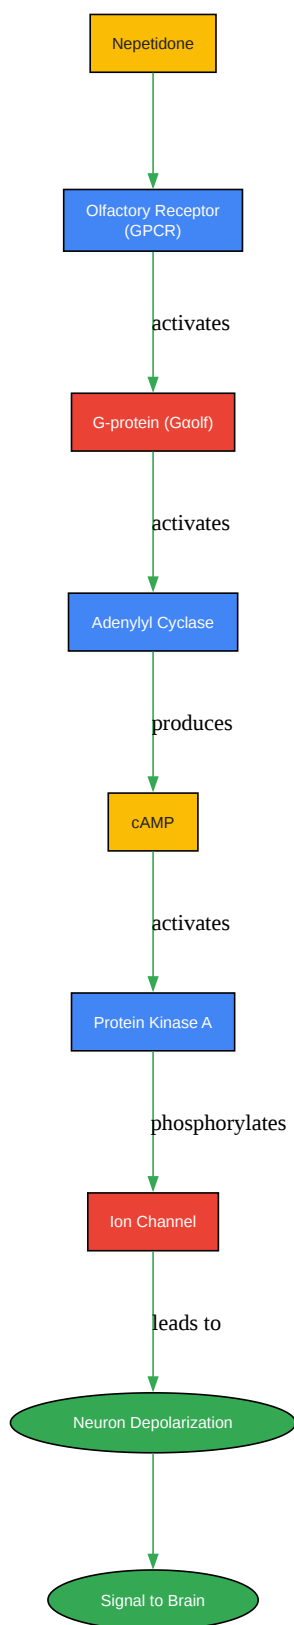 Nepetidone
Olfactory Receptor
(GPCR)
activates
G-protein (Gαolf)
activates
Adenylyl Cyclase
produces
cAMP
activates
Protein Kinase A
phosphorylates
Ion Channel
leads to
Neuron Depolarization
Signal to Brain